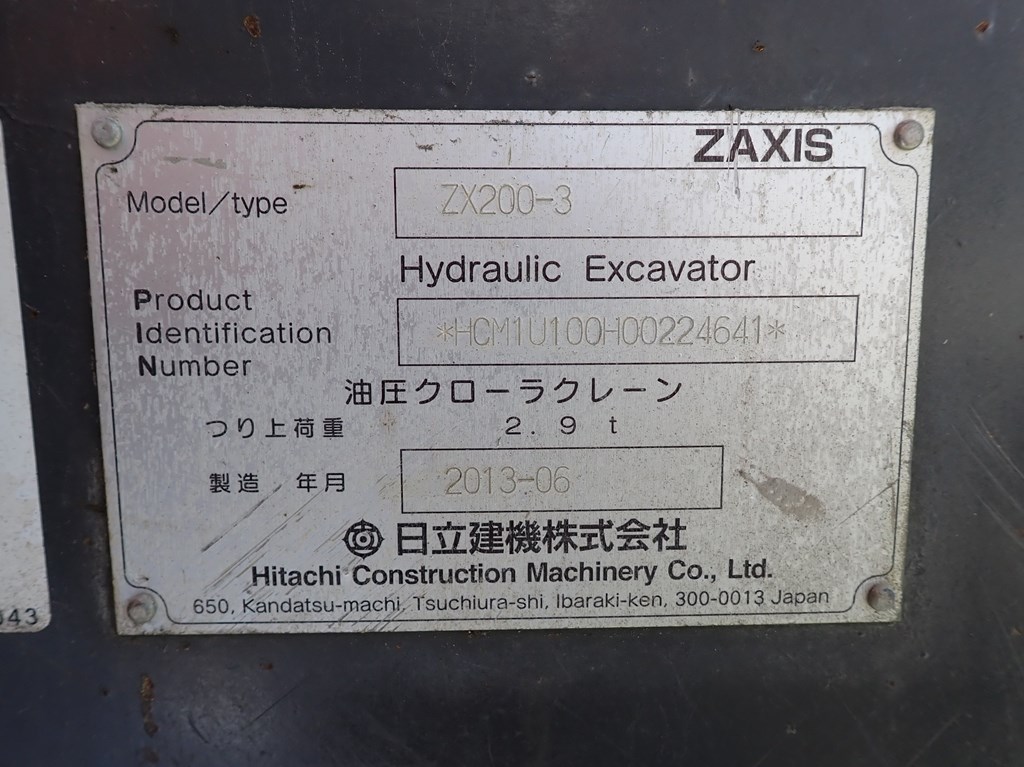 ZAXIS
Model/type ZX200-3
Hydraulic Excavator
Product
Identification *HCM1U100H00224641*
Number
油圧クローラクレーン
つり上荷重 2.9 t
製造 年月 2013-06
日立建機株式会社
Hitachi Construction Machinery Co., Ltd.
650, Kandatsu-machi, Tsuchiura-shi, Ibaraki-ken, 300-0013 Japan
43